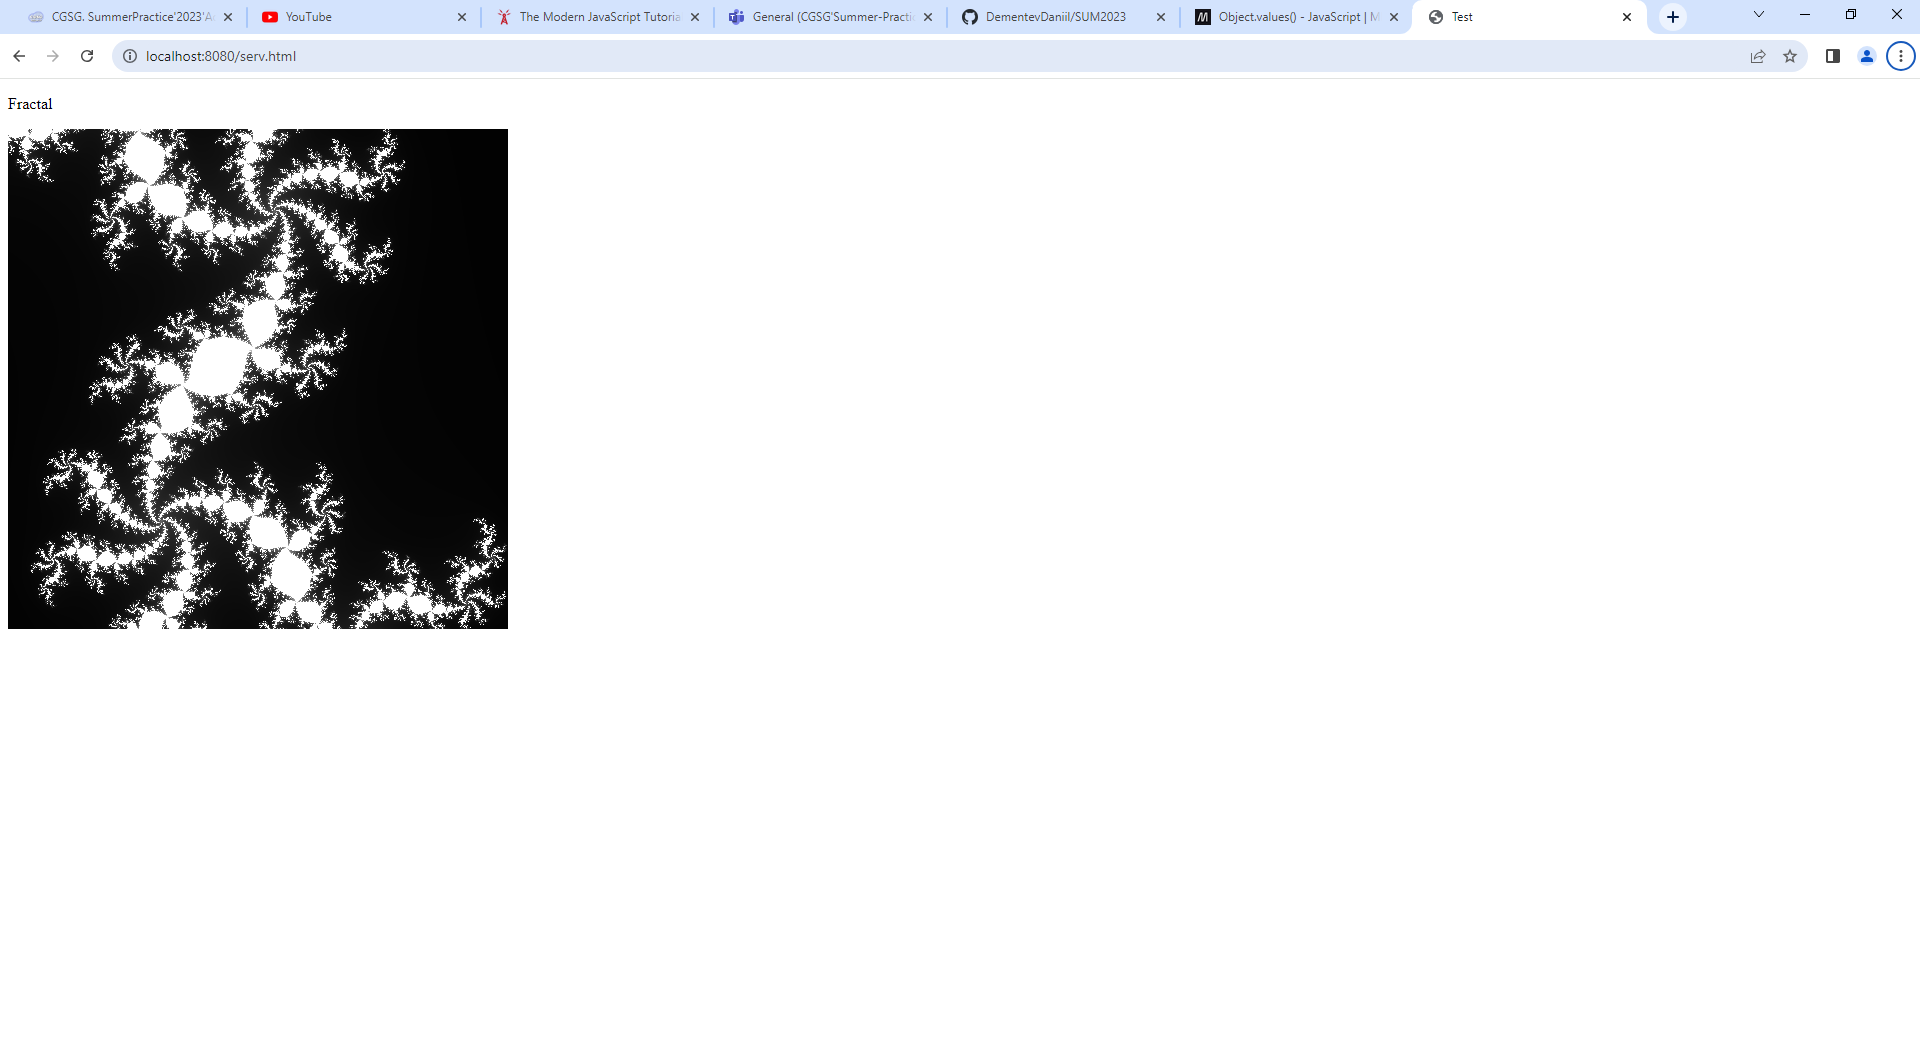 CGSG. SummerPractice'2023'A
YouTube
The Modern JavaScript Tutoria
General (CGSG'Summer-Practic
DementevDaniil/SUM2023
Object.values() - JavaScript | M
Test
localhost:8080/serv.html
Fractal